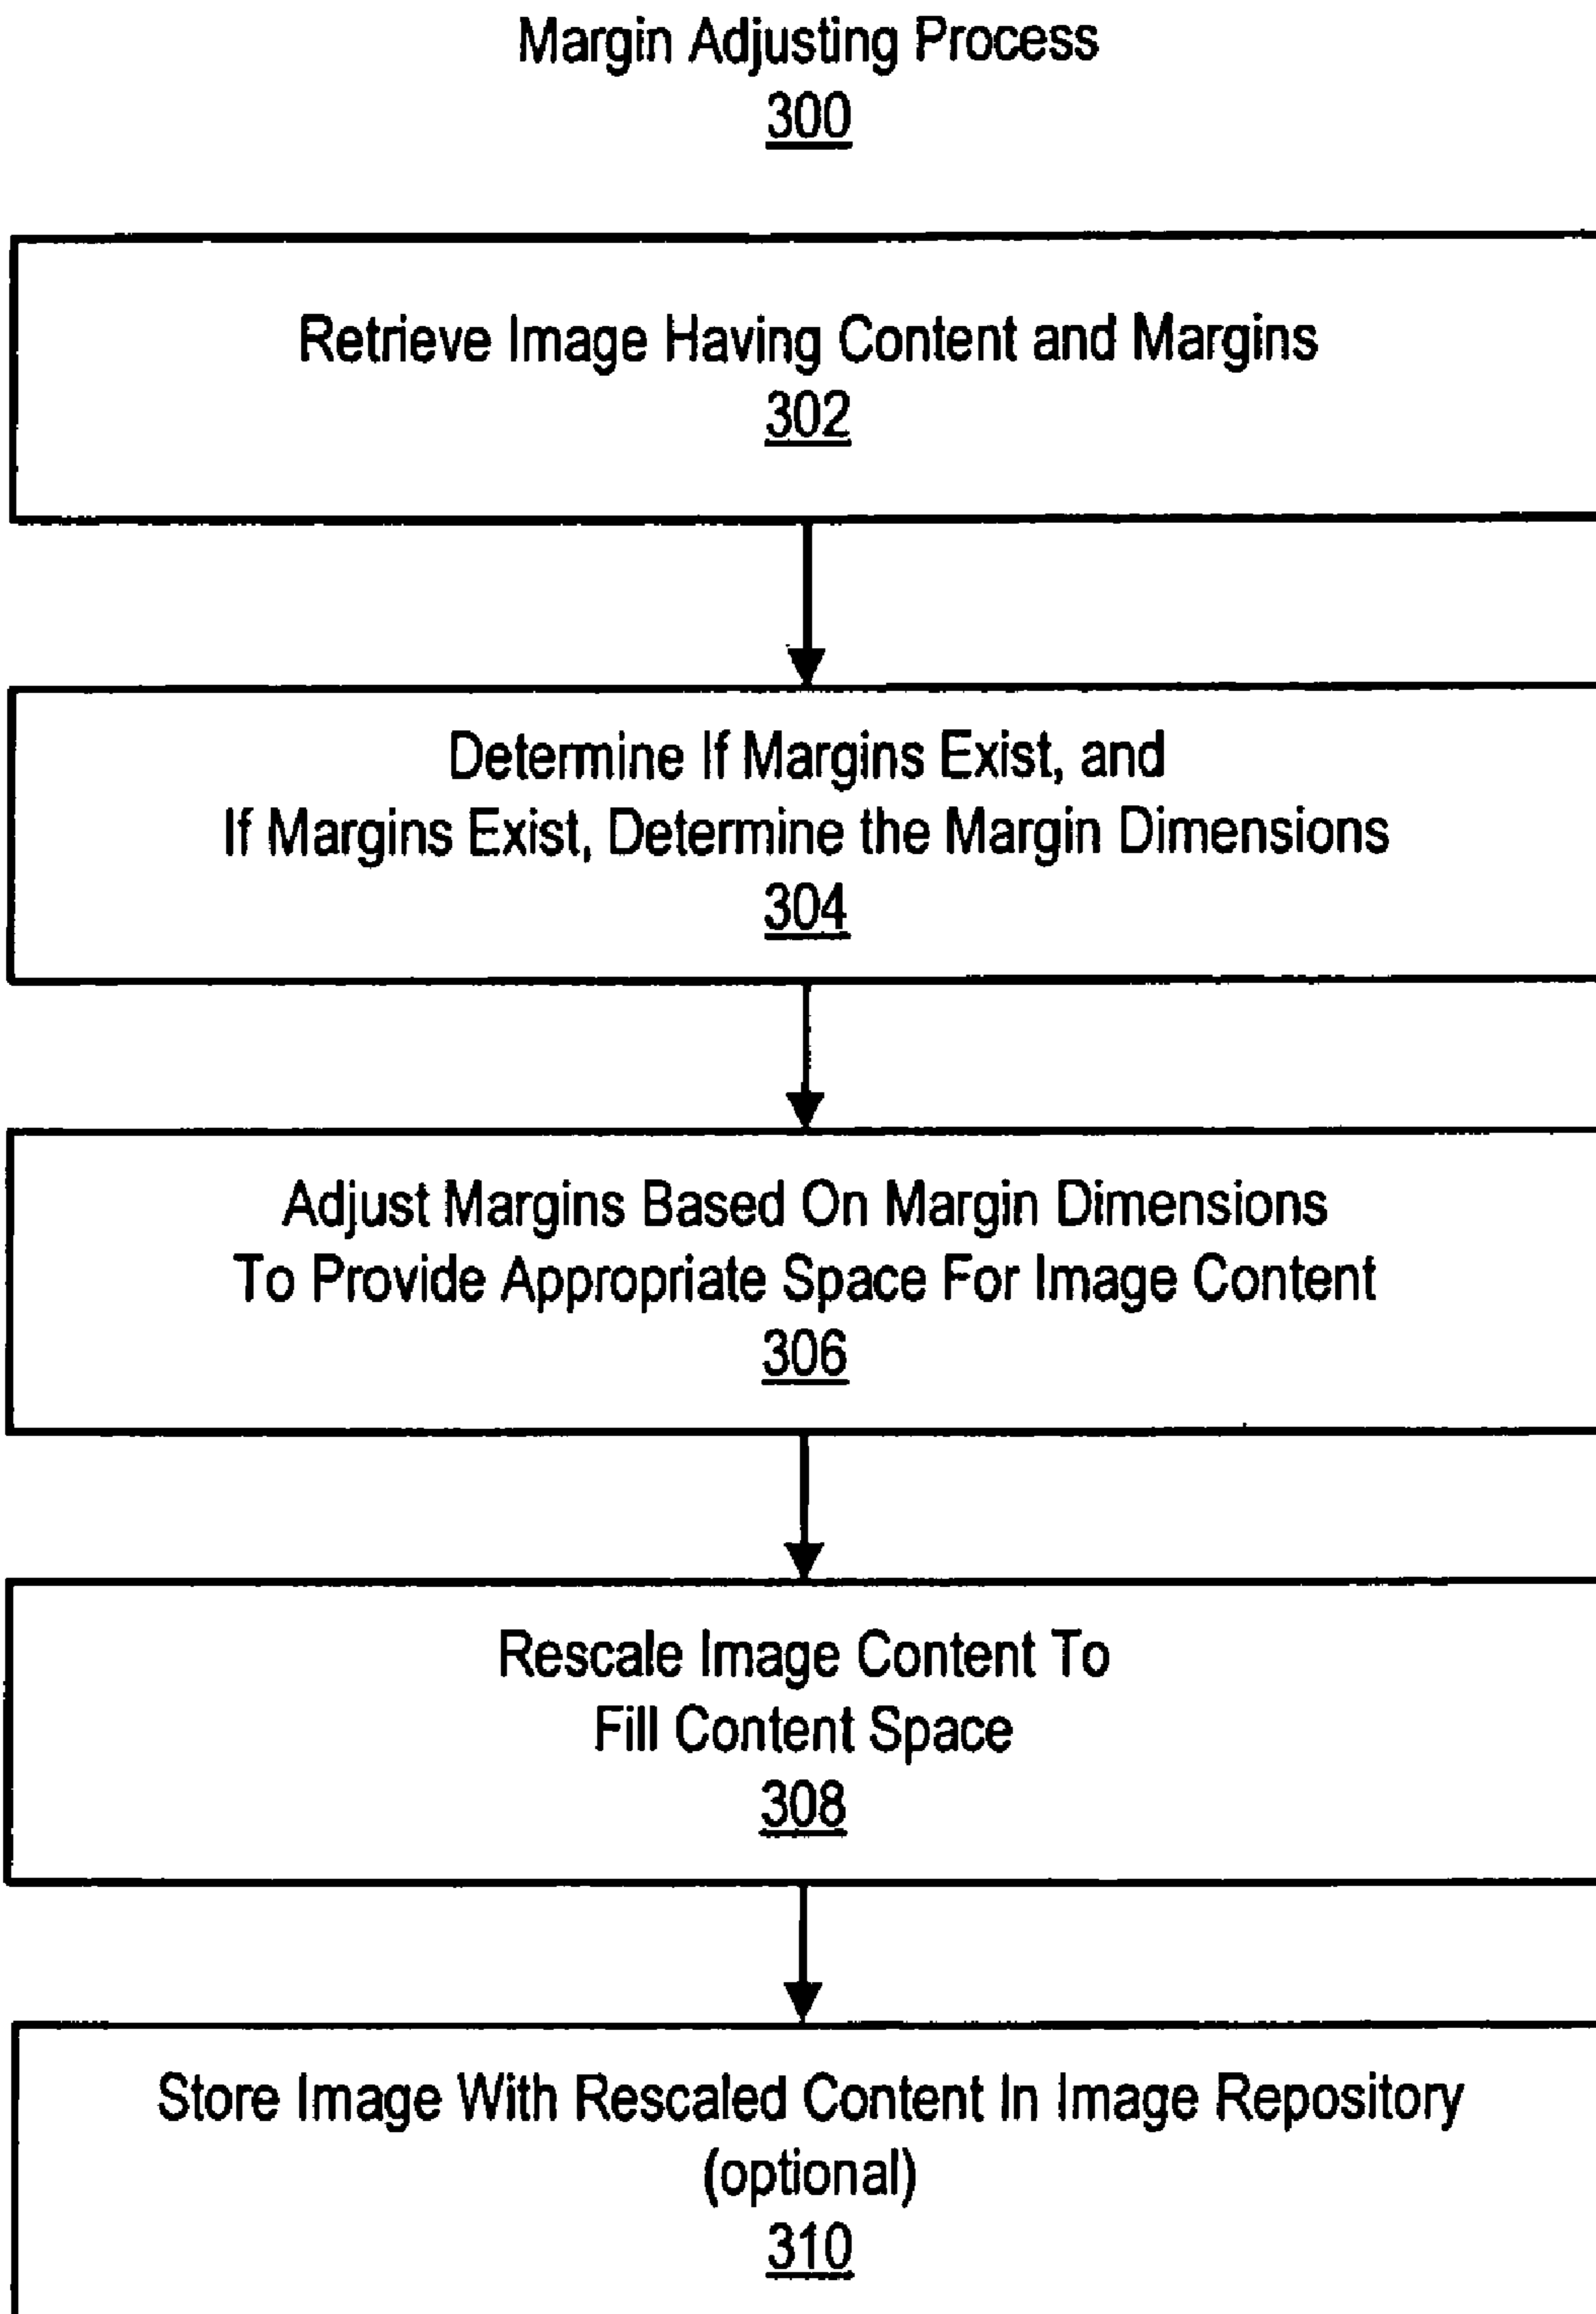 Margin Adjusting Process
300
Retrieve Image Having Content and Margins
302
Determine If Margins Exist, and
If Margins Exist, Determine the Margin Dimensions
304
Adjust Margins Based On Margin Dimensions
To Provide Appropriate Space For Image Content
306
Rescale Image Content To
Fill Content Space
308
Store Image With Rescaled Content In Image Repository
(optional)
310